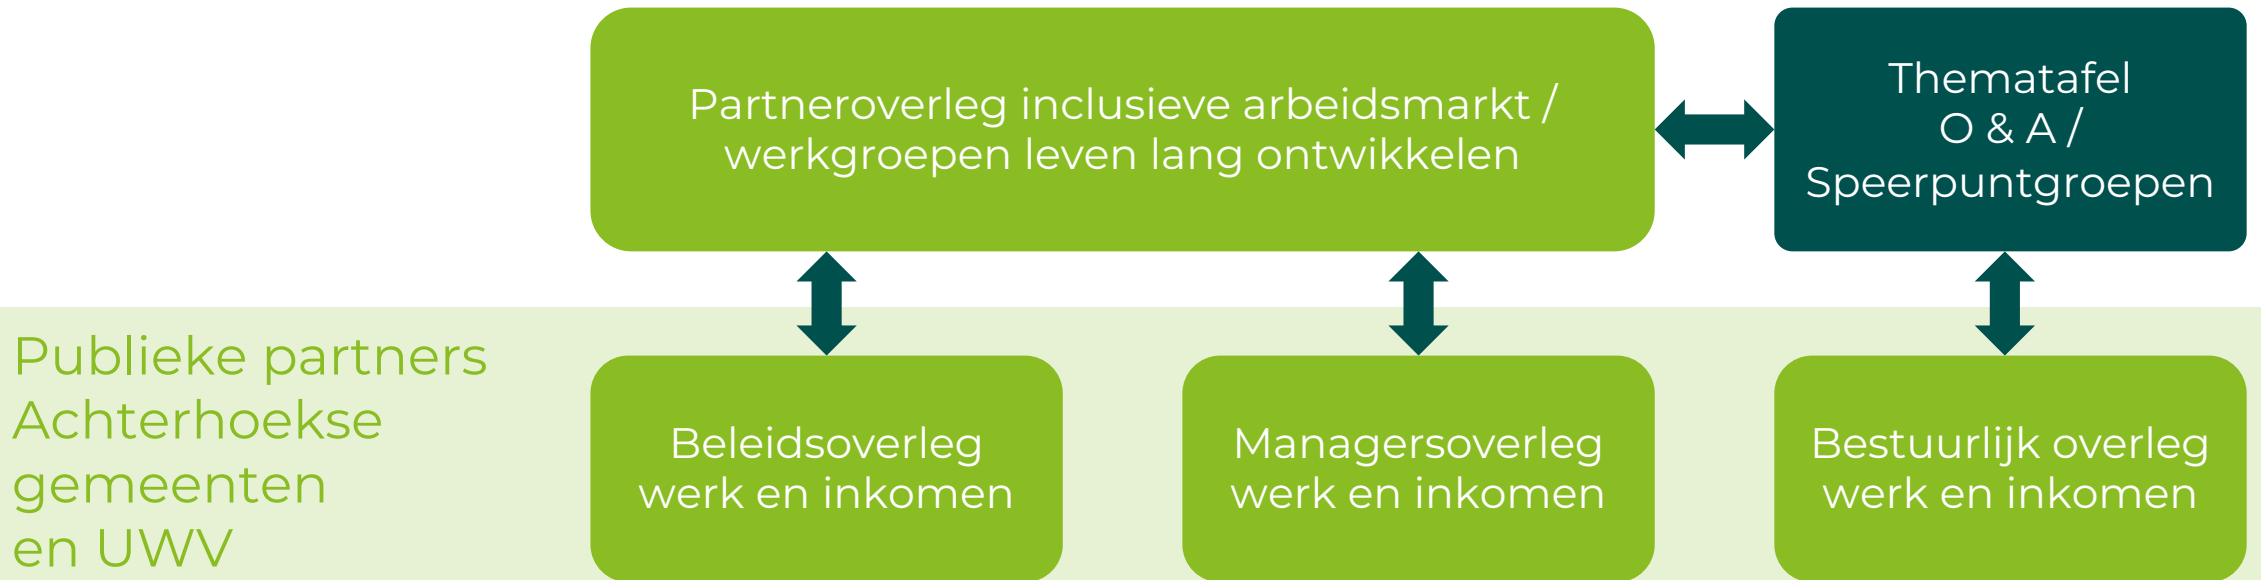 Partneroverleg inclusieve arbeidsmarkt /
werkgroepen leven lang ontwikkelen
Thematafel
O & A /
Speerpuntgroepen
Publieke partners
Achterhoekse
gemeenten
en UWV
Beleidsoverleg
werk en inkomen
Managersoverleg
werk en inkomen
Bestuurlijk overleg
werk en inkomen